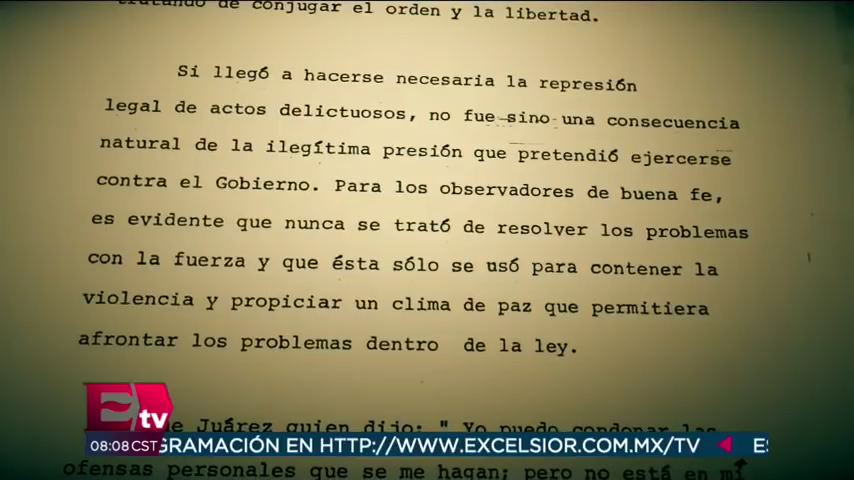 tratando de conjugar el orden y la libertad.
Si llegó a hacerse necesaria la represión
legal de actos delictuosos, no fue sino una consecuencia
natural de la ilegítima presión que pretendió ejercerse
contra el Gobierno. Para los observadores de buena fe,
es evidente que nunca se trató de resolver los problemas
con la fuerza y que ésta sólo se usó para contener la
violencia y propiciar un clima de paz que permitiera
afrontar los problemas dentro de la ley.
Juárez quien dijo: " Yo puedo condonar las
ofensas personales que se me hagan; pero no está en mí
E tv
08:08 CST
GRAMACIÓN EN HTTP://WWW.EXCELSIOR.COM.MX/TV